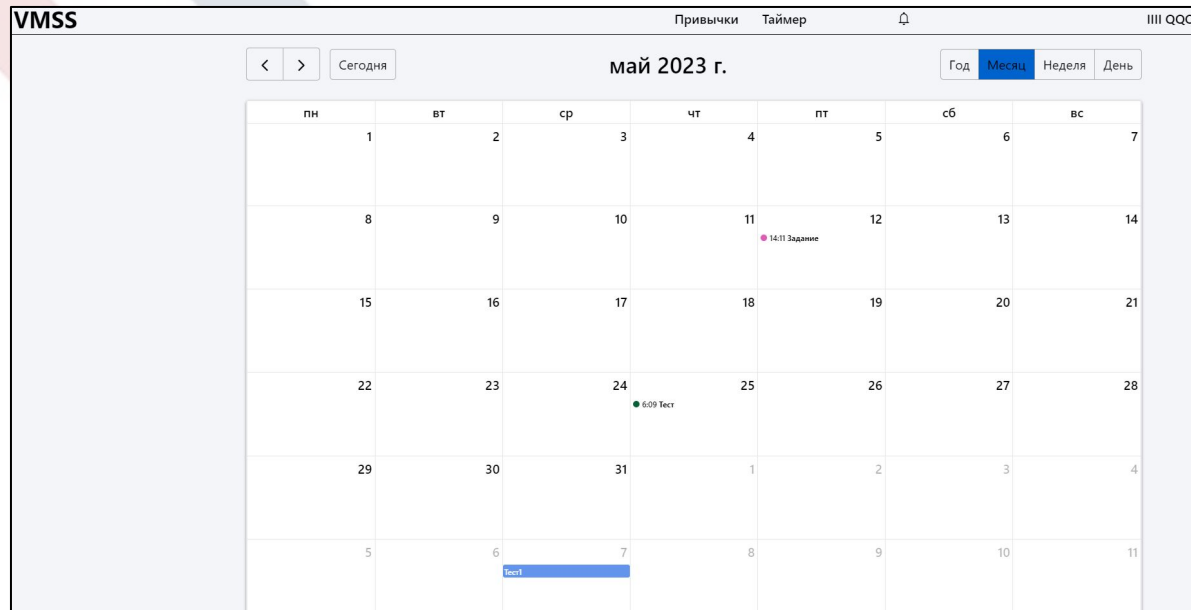 VMSS Привычки Таймер IIII QQQ
Сегодня май 2023 г. Год Месяц Неделя День
пн вт ср чт пт сб вс
1 2 3 4 5 6 7
8 9 10 11 12 13 14
14:11 Задание
15 16 17 18 19 20 21
22 23 24 25 26 27 28
6:09 Тест
29 30 31 1 2 3 4
5 6 7 8 9 10 11
Тест1